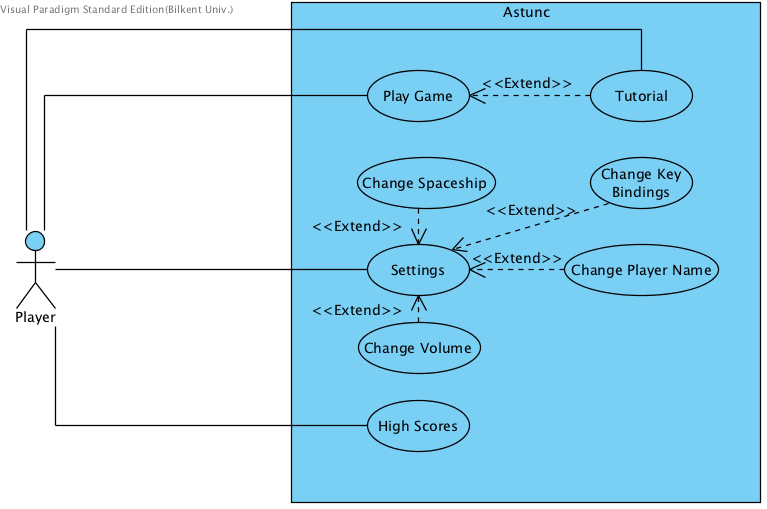 Visual Paradigm Standard Edition(Bilkent Univ.)
Astunc
<<Extend>>
Play Game
Tutorial
Change Spaceship
Change Key
Bindings
<<Extend>>
<<Extend>>
Settings
<<Extend>>
Change Player Name
<<Extend>>
Player
Change Volume
High Scores